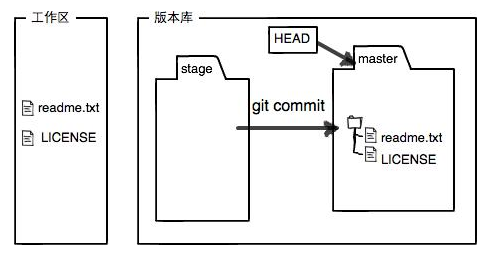 工作区
版本库
HEAD
stage
master
readme.txt
LICENSE
git commit
readme.txt
LICENSE